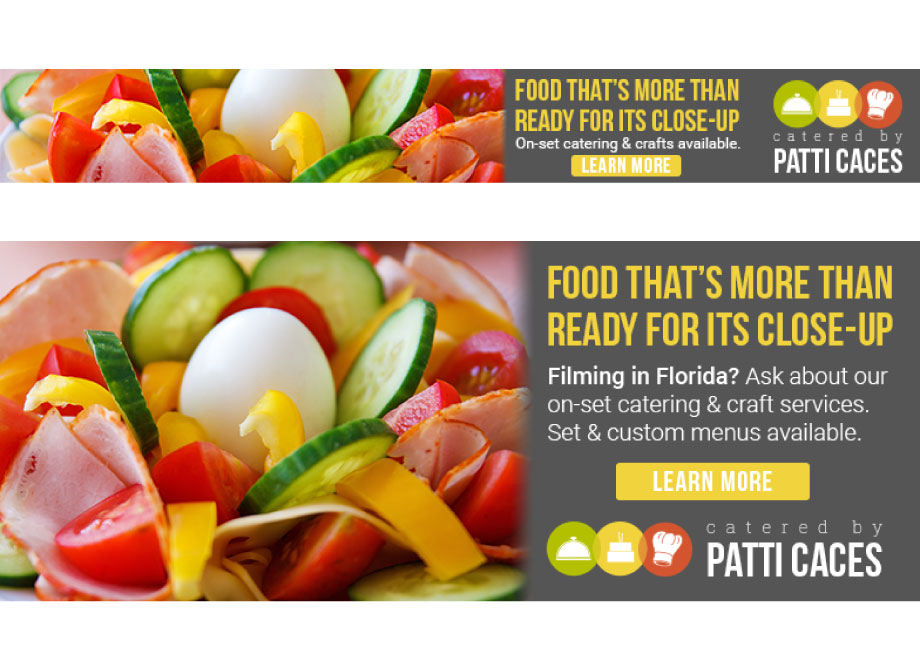 FOOD THAT'S MORE THAN
READY FOR ITS CLOSE-UP
On-set catering & crafts available.
LEARN MORE
catered by
PATTI CACES
FOOD THAT'S MORE THAN
READY FOR ITS CLOSE-UP
Filming in Florida? Ask about our
on-set catering & craft services.
Set & custom menus available.
LEARN MORE
catered by
PATTI CACES